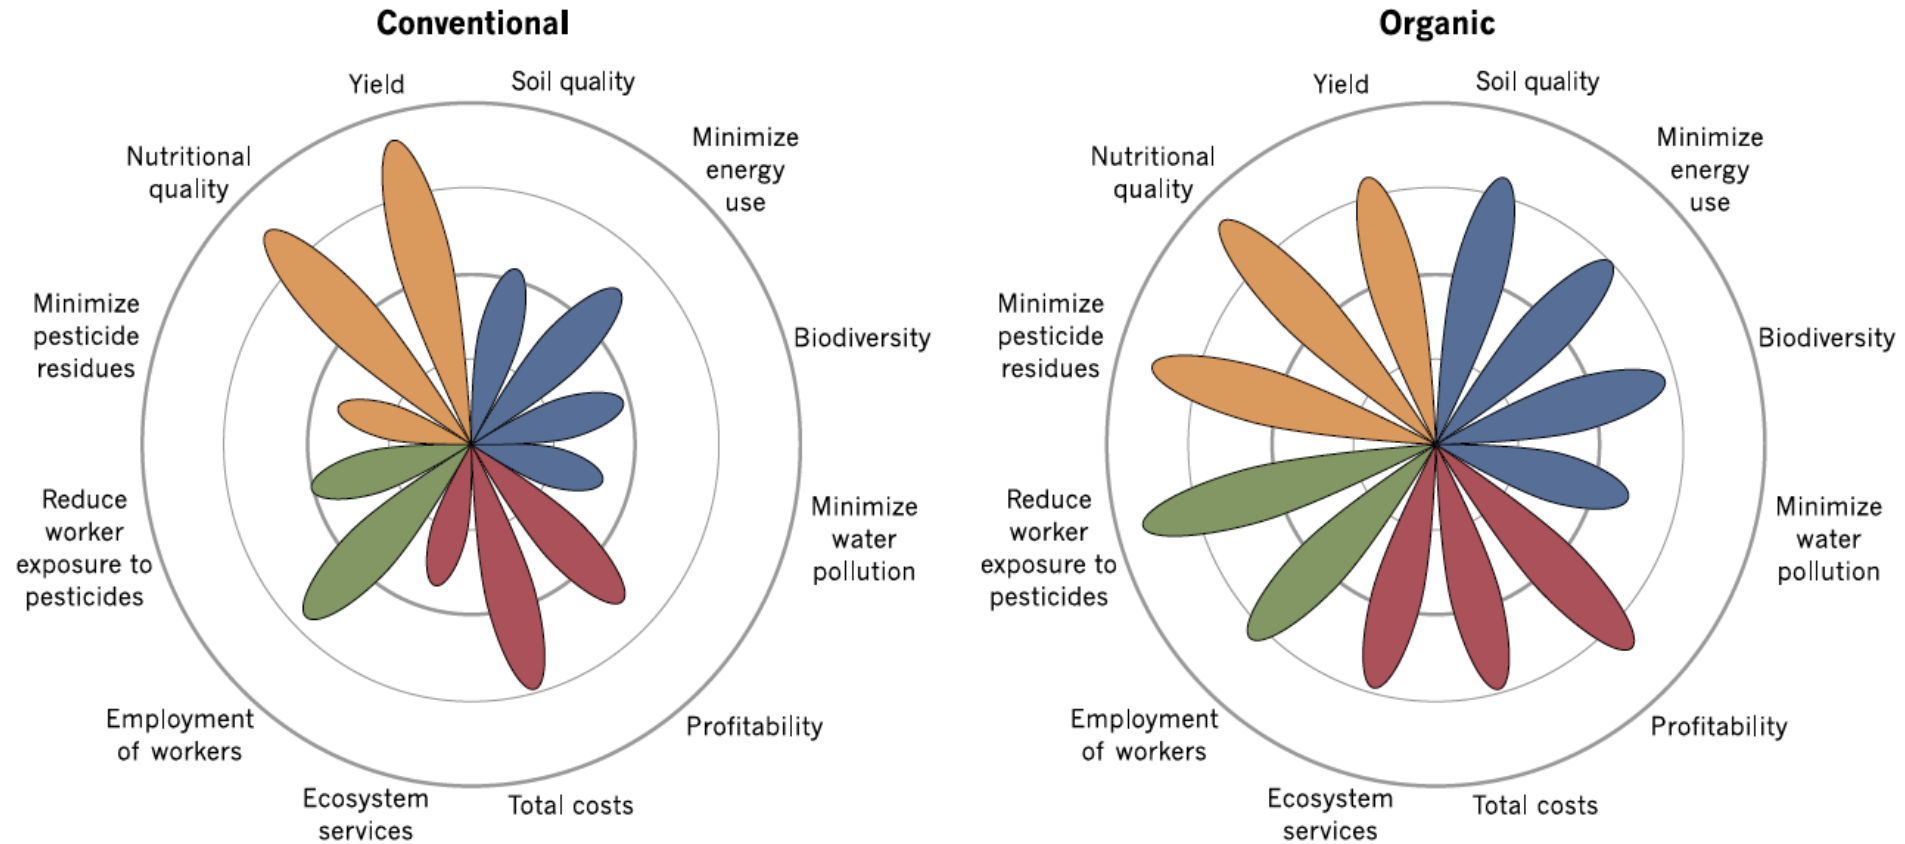 Conventional
Yield
Soil quality
Nutritional
quality
Minimize
energy
use
Minimize
pesticide
residues
Biodiversity
Reduce
worker
exposure to
pesticides
Minimize
water
pollution
Employment
of workers
Profitability
Ecosystem
services
Total costs
Organic
Yield
Soil quality
Nutritional
quality
Minimize
energy
use
Minimize
pesticide
residues
Biodiversity
Reduce
worker
exposure to
pesticides
Minimize
water
pollution
Employment
of workers
Profitability
Ecosystem
services
Total costs